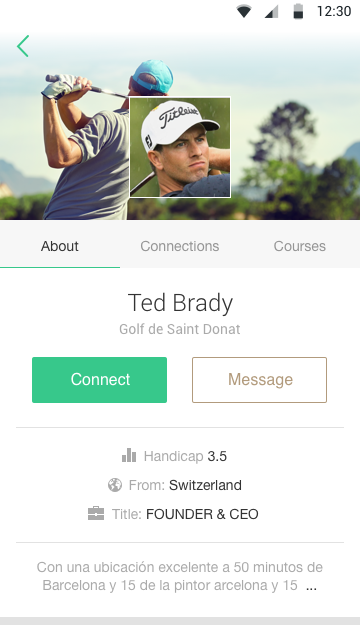 12:30
Titleist
FJ
About Connections Courses
Ted Brady
Golf de Saint Donat
Connect Message
Handicap 3.5
From: Switzerland
Title: FOUNDER & CEO
Con una ubicación excelente a 50 minutos de
Barcelona y 15 de la pintor arcelona y 15 ...